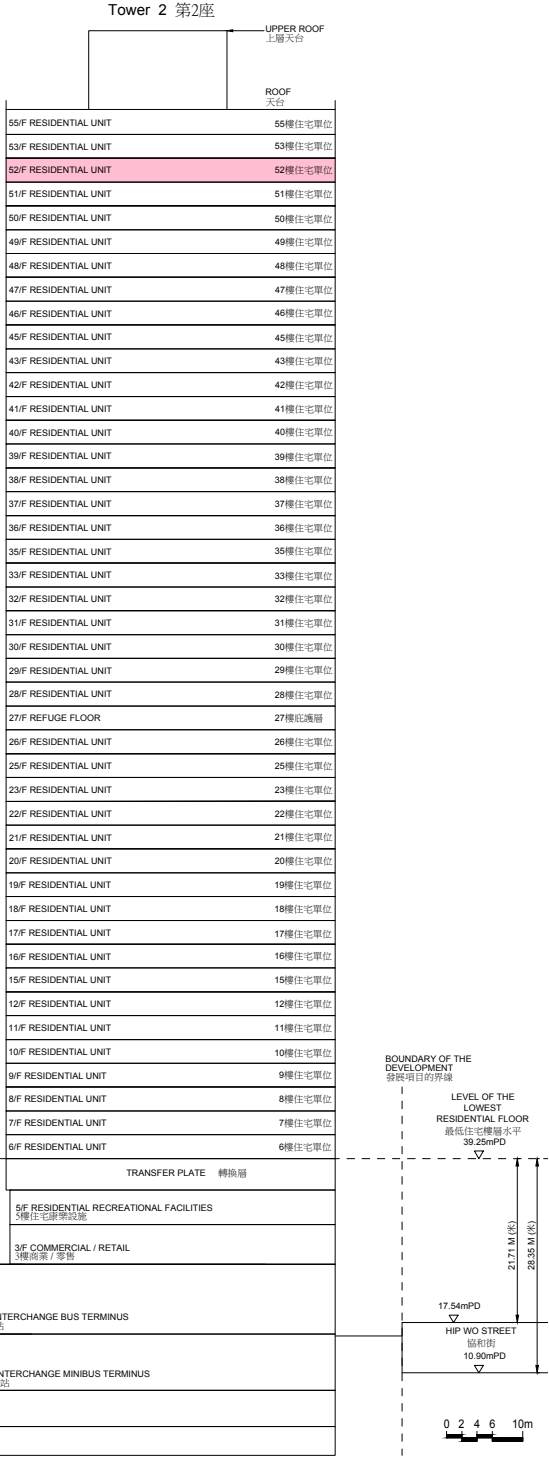 Tower 2 第2座
UPPER ROOF
上層天台
ROOF
天台
55/F RESIDENTIAL UNIT 55樓住宅單位
53/F RESIDENTIAL UNIT 53樓住宅單位
52/F RESIDENTIAL UNIT 52樓住宅單位
51/F RESIDENTIAL UNIT 51樓住宅單位
50/F RESIDENTIAL UNIT 50樓住宅單位
49/F RESIDENTIAL UNIT 49樓住宅單位
48/F RESIDENTIAL UNIT 48樓住宅單位
47/F RESIDENTIAL UNIT 47樓住宅單位
46/F RESIDENTIAL UNIT 46樓住宅單位
45/F RESIDENTIAL UNIT 45樓住宅單位
43/F RESIDENTIAL UNIT 43樓住宅單位
42/F RESIDENTIAL UNIT 42樓住宅單位
41/F RESIDENTIAL UNIT 41樓住宅單位
40/F RESIDENTIAL UNIT 40樓住宅單位
39/F RESIDENTIAL UNIT 39樓住宅單位
38/F RESIDENTIAL UNIT 38樓住宅單位
37/F RESIDENTIAL UNIT 37樓住宅單位
36/F RESIDENTIAL UNIT 36樓住宅單位
35/F RESIDENTIAL UNIT 35樓住宅單位
33/F RESIDENTIAL UNIT 33樓住宅單位
32/F RESIDENTIAL UNIT 32樓住宅單位
31/F RESIDENTIAL UNIT 31樓住宅單位
30/F RESIDENTIAL UNIT 30樓住宅單位
29/F RESIDENTIAL UNIT 29樓住宅單位
28/F RESIDENTIAL UNIT 28樓住宅單位
27/F REFUGE FLOOR 27樓庇護層
26/F RESIDENTIAL UNIT 26樓住宅單位
25/F RESIDENTIAL UNIT 25樓住宅單位
23/F RESIDENTIAL UNIT 23樓住宅單位
22/F RESIDENTIAL UNIT 22樓住宅單位
21/F RESIDENTIAL UNIT 21樓住宅單位
20/F RESIDENTIAL UNIT 20樓住宅單位
19/F RESIDENTIAL UNIT 19樓住宅單位
18/F RESIDENTIAL UNIT 18樓住宅單位
17/F RESIDENTIAL UNIT 17樓住宅單位
16/F RESIDENTIAL UNIT 16樓住宅單位
15/F RESIDENTIAL UNIT 15樓住宅單位
12/F RESIDENTIAL UNIT 12樓住宅單位
11/F RESIDENTIAL UNIT 11樓住宅單位
10/F RESIDENTIAL UNIT 10樓住宅單位
9/F RESIDENTIAL UNIT 9樓住宅單位
8/F RESIDENTIAL UNIT 8樓住宅單位
7/F RESIDENTIAL UNIT 7樓住宅單位
6/F RESIDENTIAL UNIT 6樓住宅單位
BOUNDARY OF THE
DEVELOPMENT
發展項目的界線
LEVEL OF THE
LOWEST
RESIDENTIAL FLOOR
最低住宅樓層水平
39.25mPD
TRANSFER PLATE 轉換層
5/F RESIDENTIAL RECREATIONAL FACILITIES
5樓住宅康樂設施
3/F COMMERCIAL / RETAIL
3樓商業 / 零售
21.71 M (米)
28.35 M (米)
NTERCHANGE BUS TERMINUS
站
17.54mPD
HIP WO STREET
協和街
10.90mPD
NTERCHANGE MINIBUS TERMINUS
站
0 2 4 6 10m